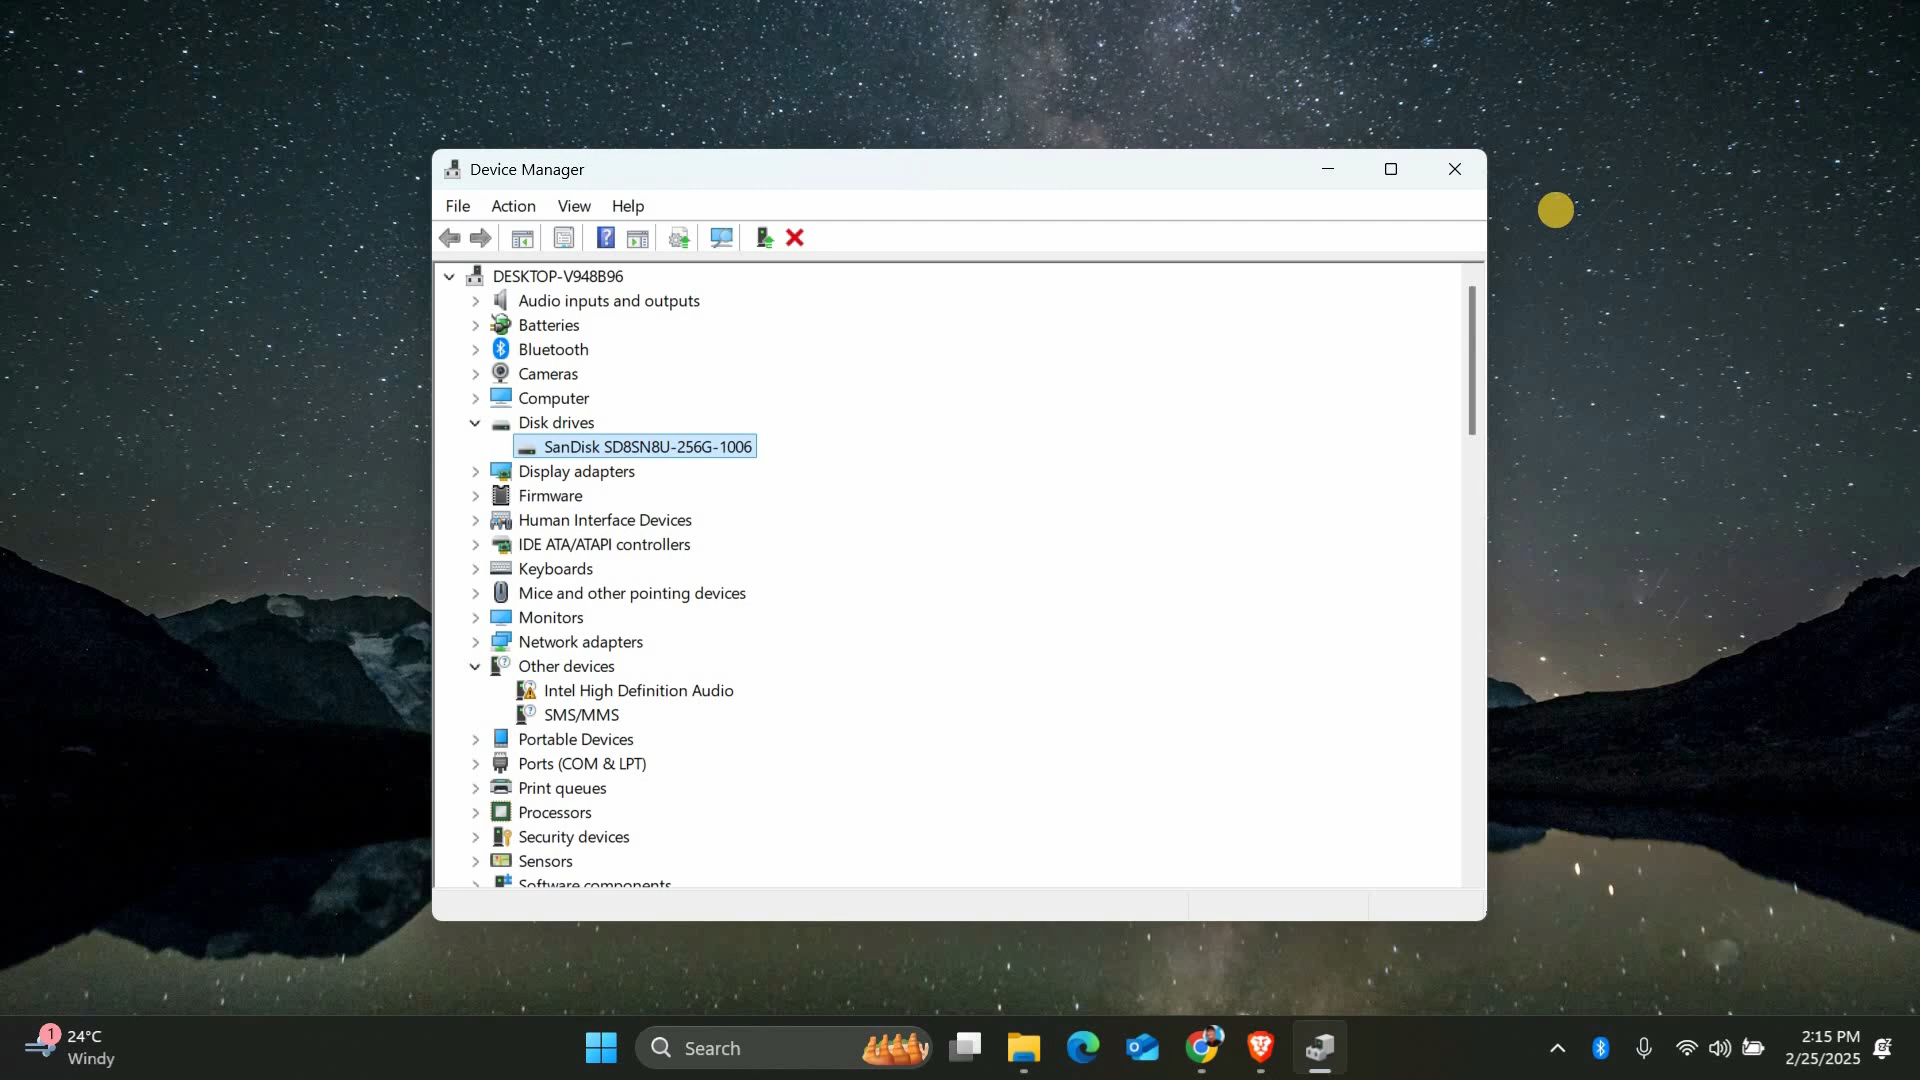 Device Manager
File Action View Help
DESKTOP-V948B96
Audio inputs and outputs
Batteries
Bluetooth
Cameras
Computer
Disk drives
SanDisk SD8SN8U-256G-1006
Display adapters
Firmware
Human Interface Devices
IDE ATA/ATAPI controllers
Keyboards
Mice and other pointing devices
Monitors
Network adapters
Other devices
Intel High Definition Audio
SMS/MMS
Portable Devices
Ports (COM & LPT)
Print queues
Processors
Security devices
Sensors
Software components
1
24°C
Windy
Search
2:15 PM
2/25/2025